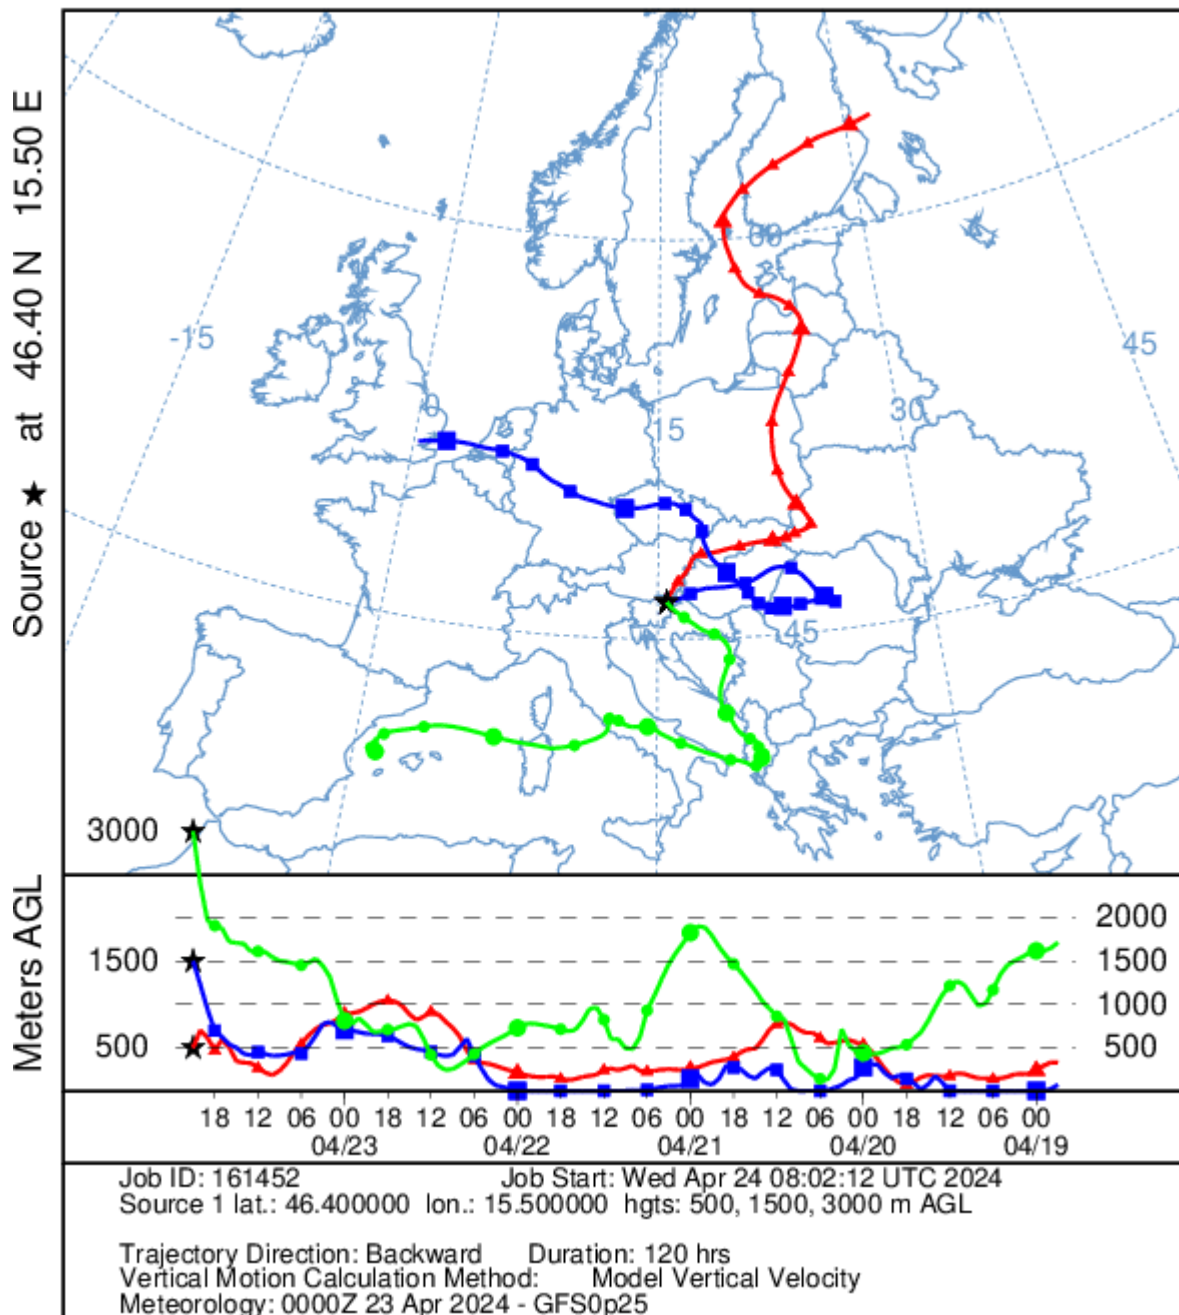 Source ★ at 46.40 N 15.50 E
-15
0
15
30
45
60
45
Meters AGL
3000
1500
500
2000
1500
1000
500
18 12 06 00 18 12 06 00 18 12 06 00 18 12 06 00 18 12 06 00
04/23 04/22 04/21 04/20 04/19
Job ID: 161452 Job Start: Wed Apr 24 08:02:12 UTC 2024
Source 1 lat.: 46.400000 lon.: 15.500000 hgts: 500, 1500, 3000 m AGL
Trajectory Direction: Backward Duration: 120 hrs
Vertical Motion Calculation Method: Model Vertical Velocity
Meteorology: 0000Z 23 Apr 2024 - GFS0p25